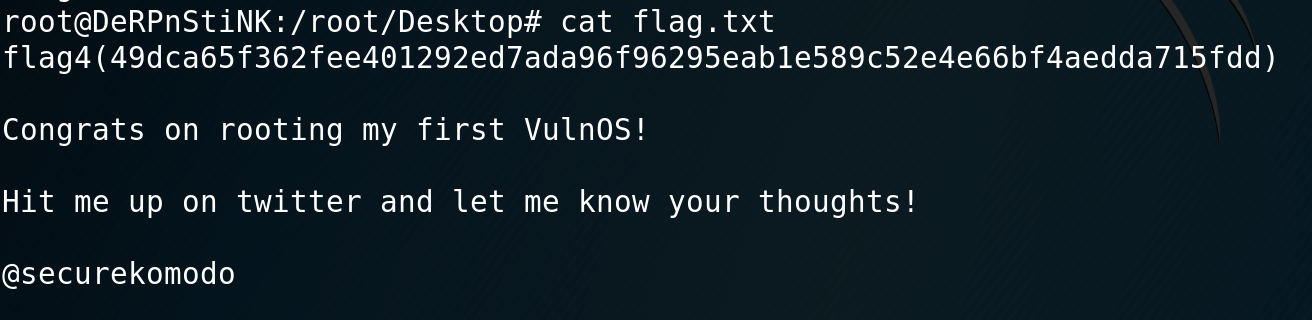 root@DeRPnStiNK:/root/Desktop# cat flag.txt
flag4(49dca65f362fee401292ed7ada96f96295eab1e589c52e4e66bf4aedda715fdd)
Congrats on rooting my first VulnOS!
Hit me up on twitter and let me know your thoughts!
@securekomodo